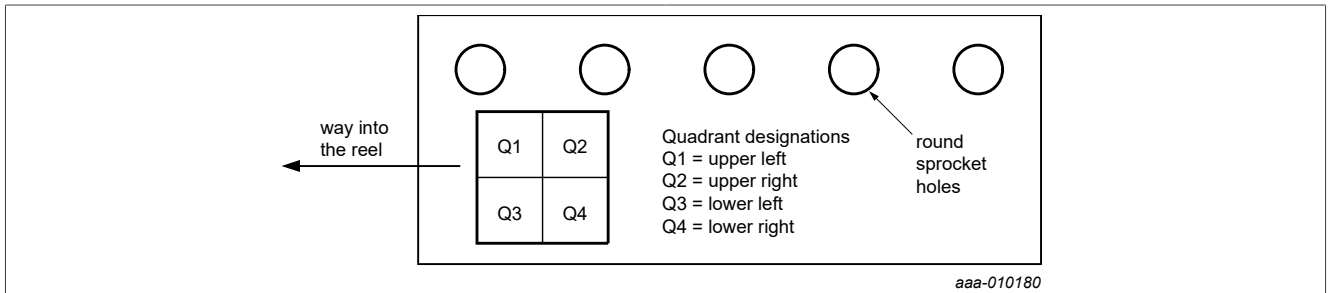 way into
the reel
Q1
Q2
Q3
Q4
Quadrant designations
Q1 = upper left
Q2 = upper right
Q3 = lower left
Q4 = lower right
round
sprocket
holes
aaa-010180